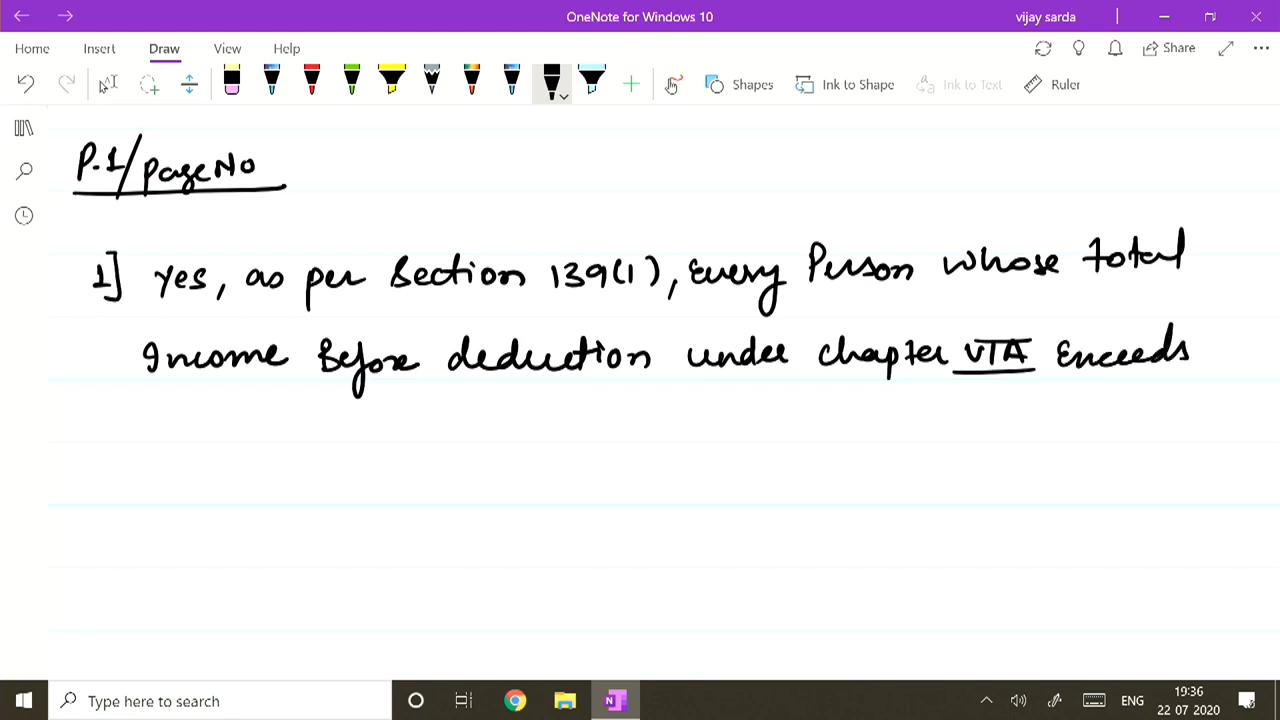 OneNote for Windows 10
vijay sarda
Home Insert Draw View Help
Share
Shapes Ink to Shape Ink to Text Ruler
P.1/Page No
1] Yes, as per Section 139(1), Every Person whose total
Income Before deduction under chapter VIA Exceeds
Type here to search
ENG
19:36
22 07 2020